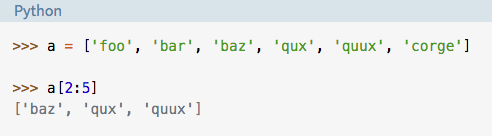 Python
>>> a = ['foo', 'bar', 'baz', 'qux', 'quux', 'corge']
>>> a[2:5]
['baz', 'qux', 'quux']